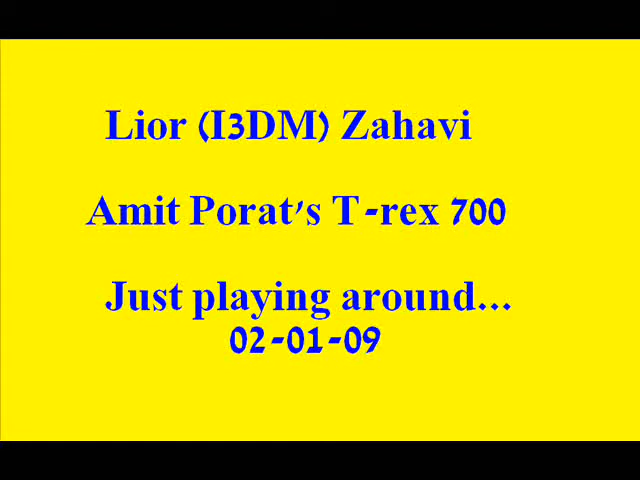 Lior (I3DM) Zahavi
Amit Porat's T-rex 700
Just playing around...
02-01-09